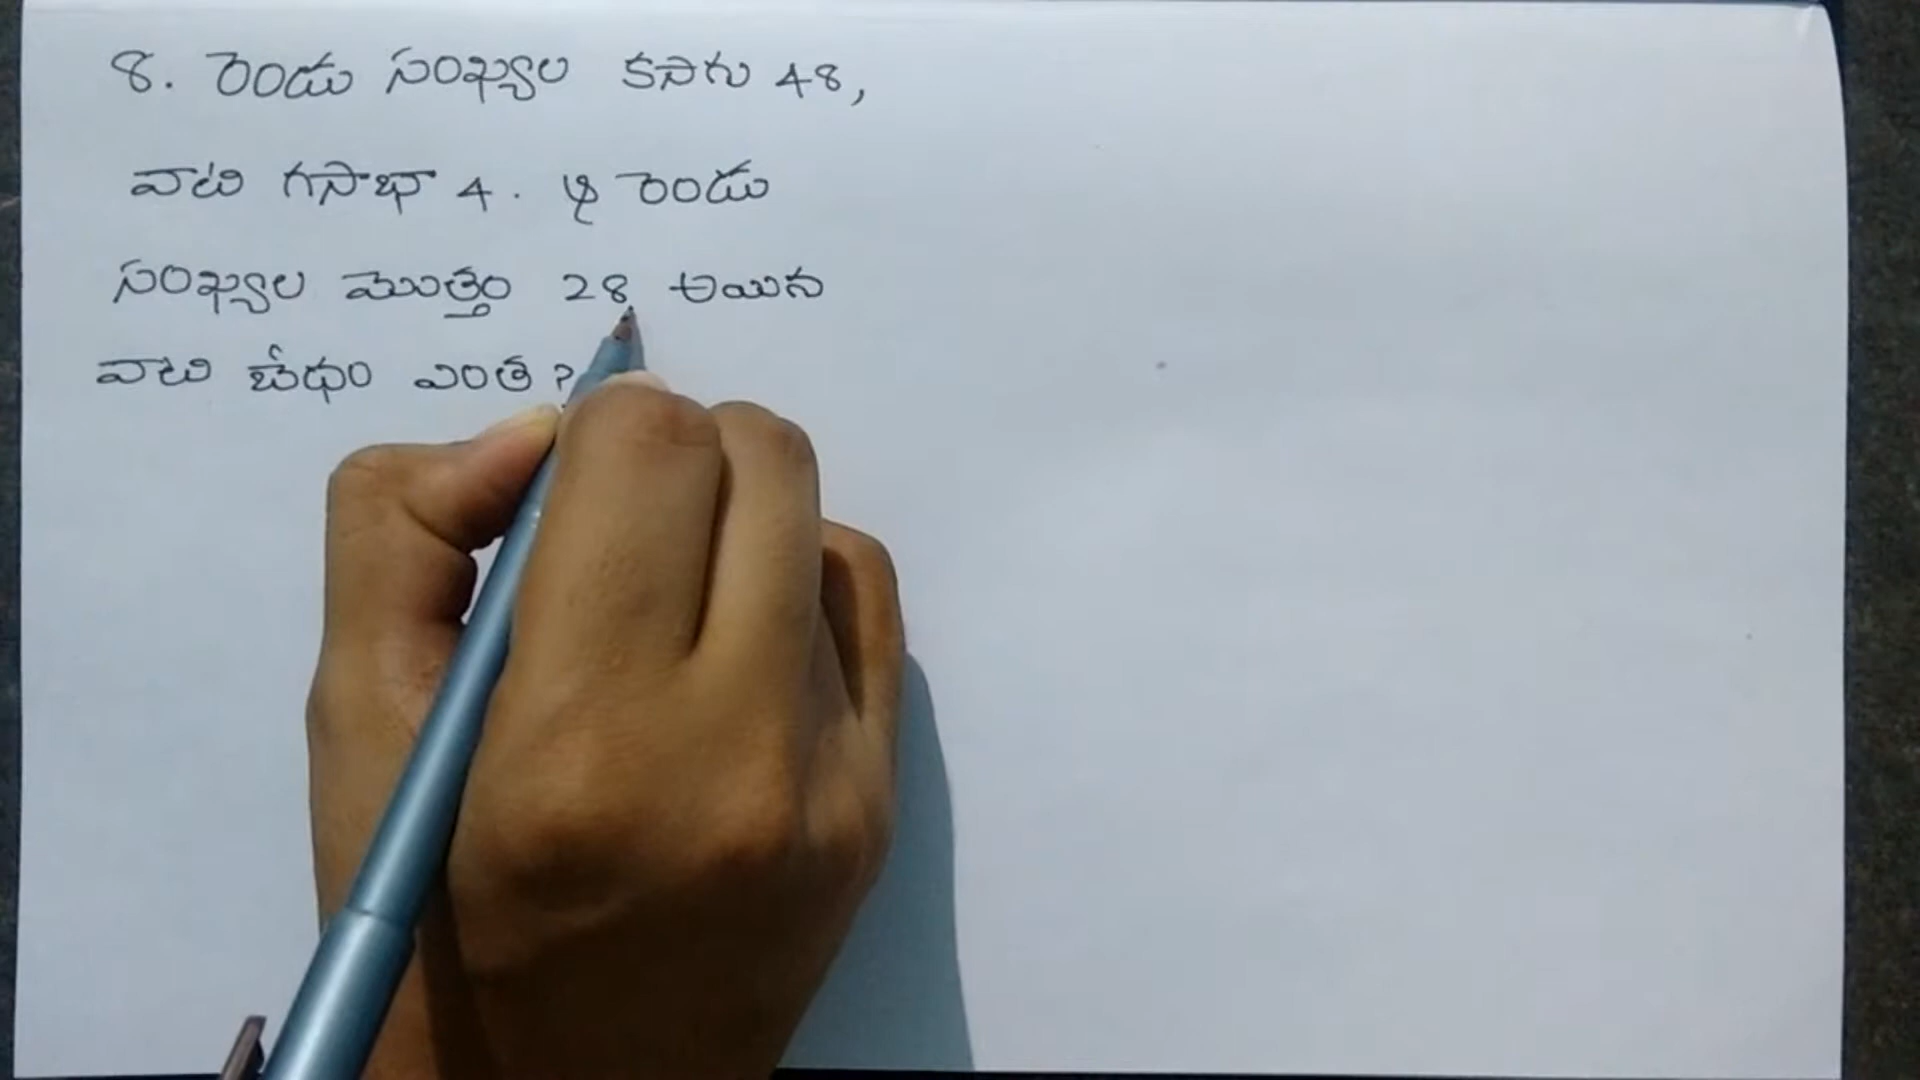 8. రెండు సంఖ్యల కసాగు 48,
వాటి గసాభా 4. ఆ రెండు
సంఖ్యల మొత్తం 28 అయిన
వాటి బేధం ఎంత?